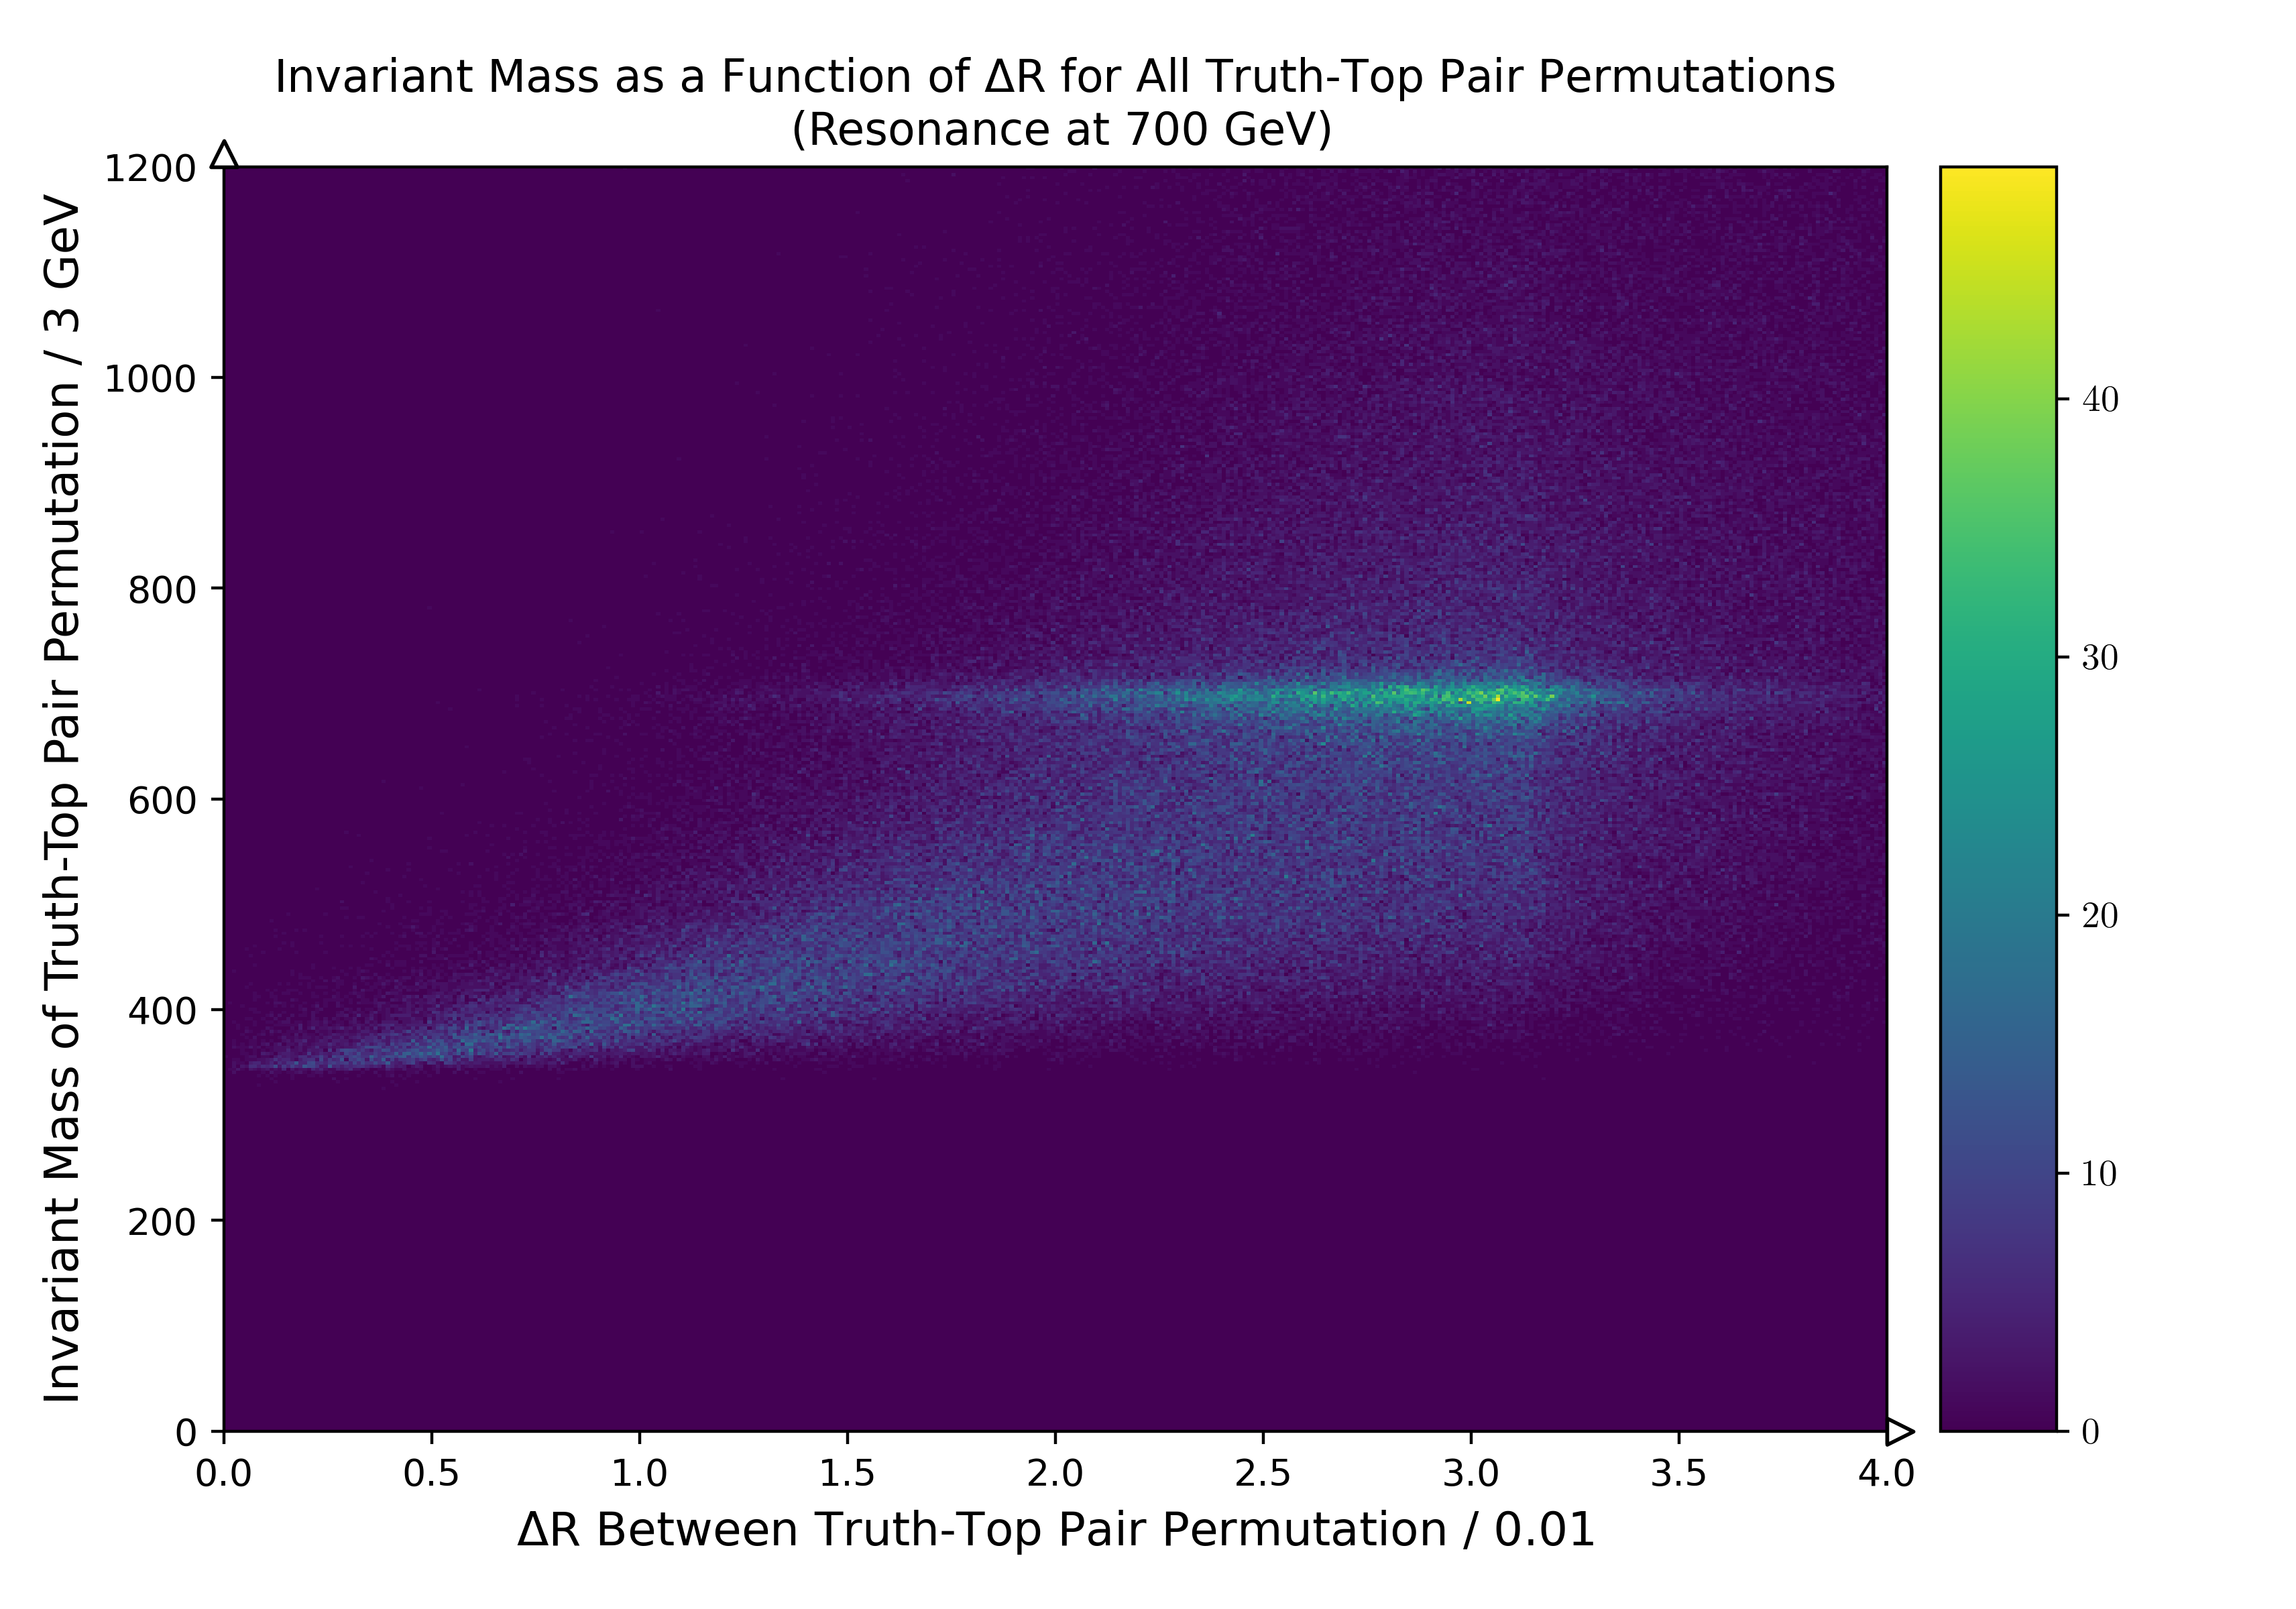 Invariant Mass as a Function of ΔR for All Truth-Top Pair Permutations
(Resonance at 700 GeV)
Invariant Mass of Truth-Top Pair Permutation / 3 GeV
1200
1000
800
600
400
200
0
0.0 0.5 1.0 1.5 2.0 2.5 3.0 3.5 4.0
ΔR Between Truth-Top Pair Permutation / 0.01
40
30
20
10
0